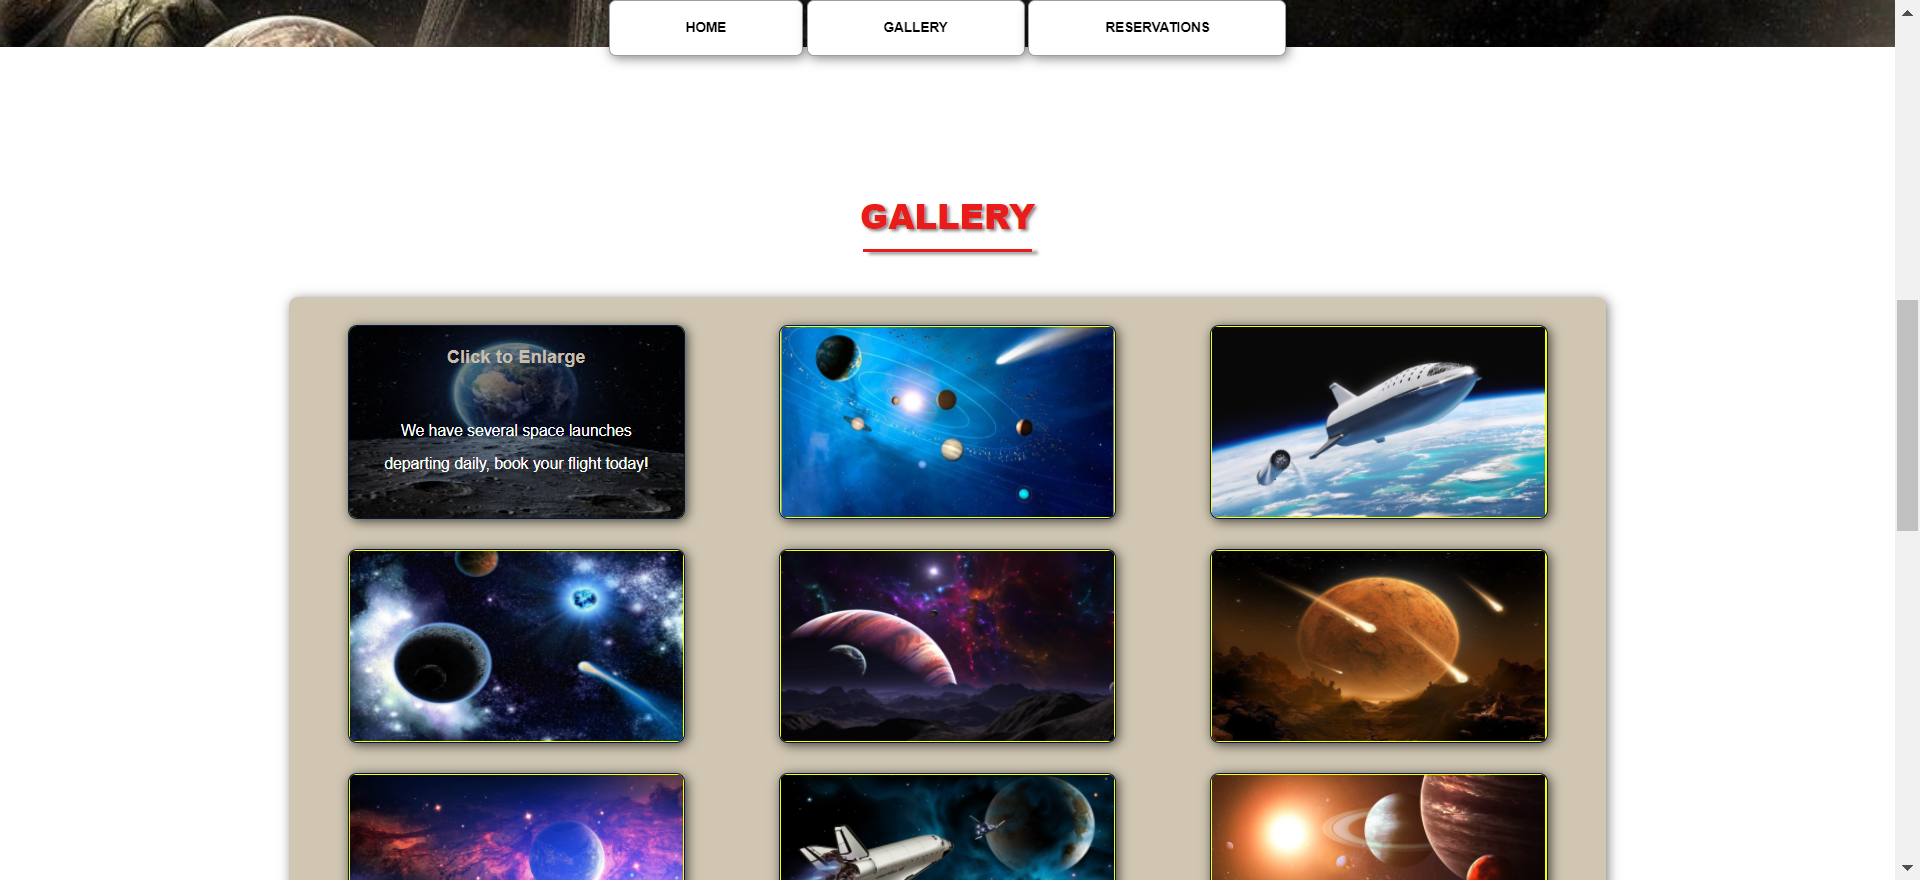 HOME
GALLERY
RESERVATIONS
GALLERY
Click to Enlarge
We have several space launches
departing daily, book your flight today!